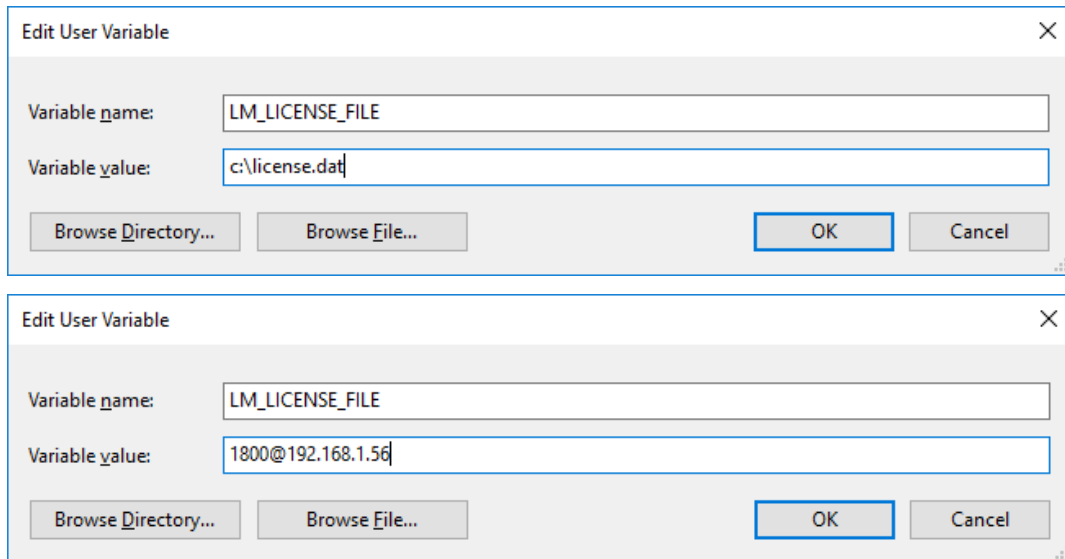 Edit User Variable
Variable name: LM_LICENSE_FILE
Variable value: c:\license.dat
Browse Directory... Browse File... OK Cancel
Edit User Variable
Variable name: LM_LICENSE_FILE
Variable value: 1800@192.168.1.56
Browse Directory... Browse File... OK Cancel